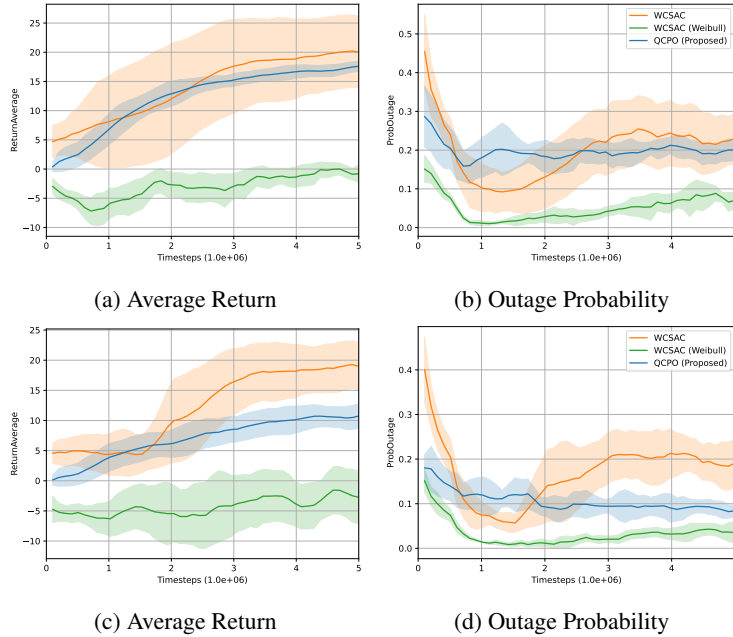 25
20
15
10
5
0
−5
−10
ReturnAverage
0
1
2
3
4
5
Timesteps (1.0e+06)
(a) Average Return
WCSAC
WCSAC (Weibull)
QCPO (Proposed)
0.5
0.4
0.3
0.2
0.1
0.0
ProbOutage
0
1
2
3
4
Timesteps (1.0e+06)
(b) Outage Probability
25
20
15
10
5
0
−5
−10
ReturnAverage
0
1
2
3
4
5
Timesteps (1.0e+06)
(c) Average Return
WCSAC
WCSAC (Weibull)
QCPO (Proposed)
0.4
0.3
0.2
0.1
0.0
ProbOutage
0
1
2
3
4
Timesteps (1.0e+06)
(d) Outage Probability